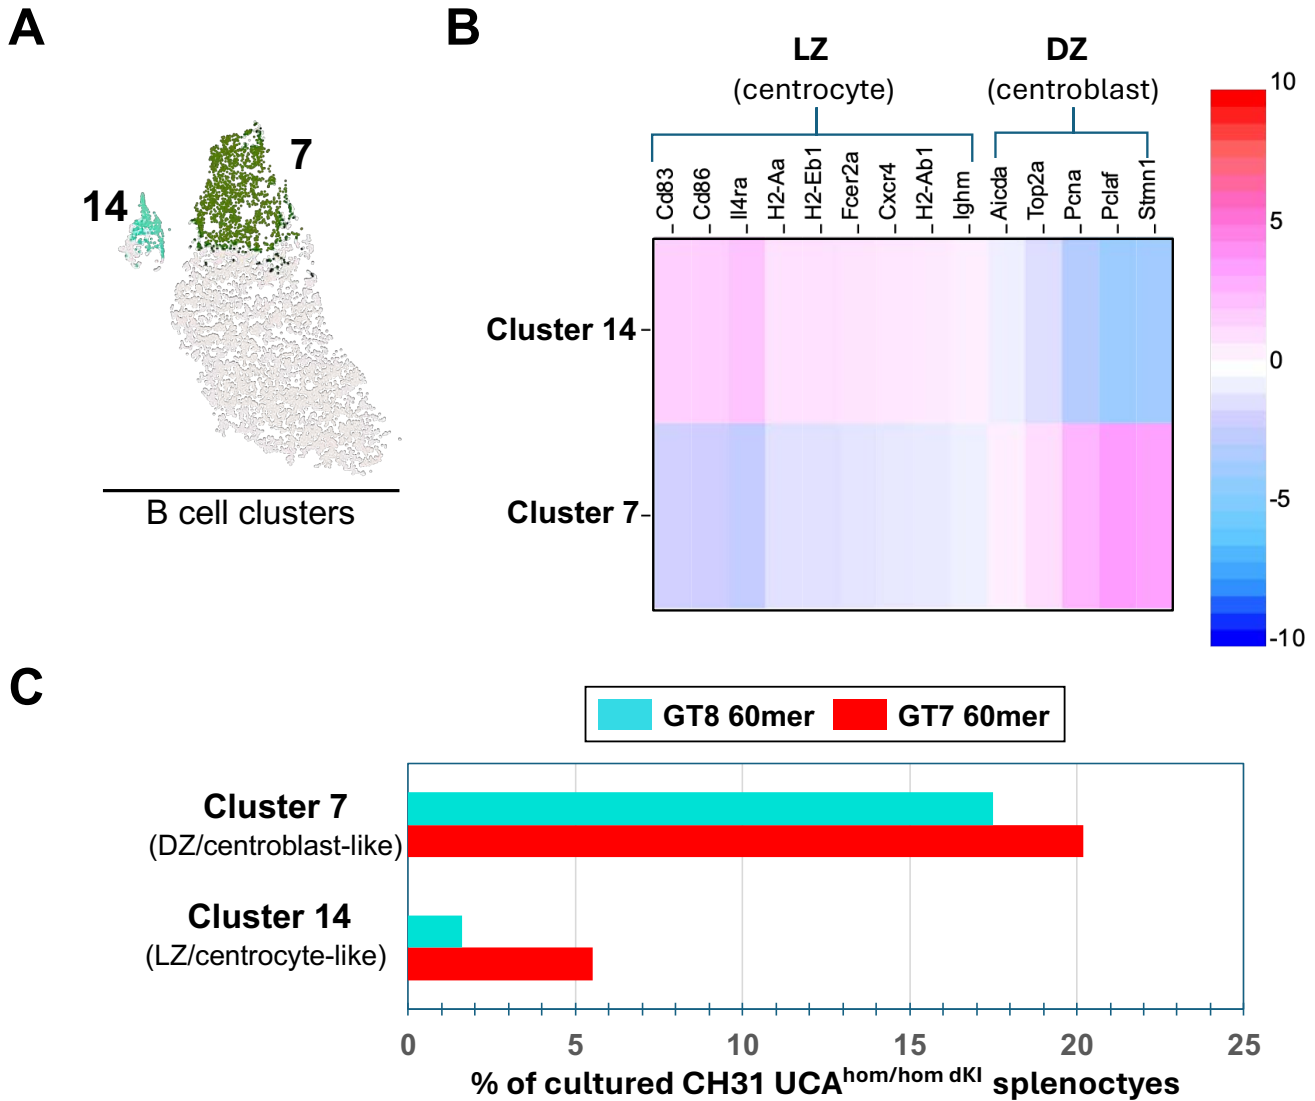 A
14
7
B cell clusters
B
LZ
(centrocyte)
DZ
(centroblast)
Cd83
Cd86
Il4ra
H2-Aa
H2-Eb1
Fcer2a
Cxcr4
H2-Ab1
Ighm
Aicda
Top2a
Pcna
Pclaf
Stmn1
Cluster 14
Cluster 7
10
5
0
-5
-10
C
GT8 60mer
GT7 60mer
Cluster 7
(DZ/centroblast-like)
Cluster 14
(LZ/centrocyte-like)
0
5
10
15
20
25
% of cultured CH31 UCAhom/hom dKI splenoctyes